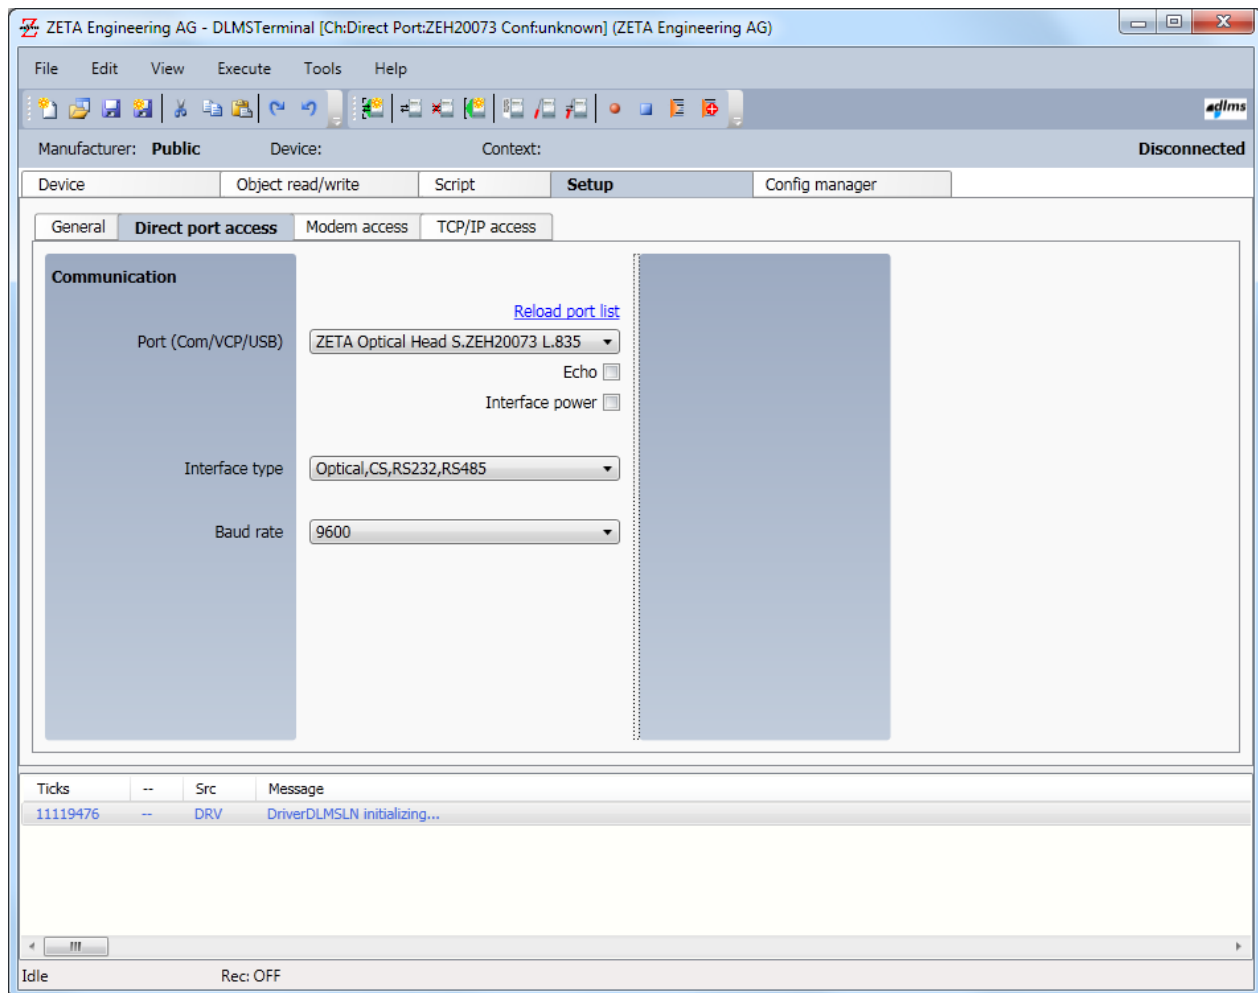 ZETA Engineering AG - DLMSTerminal [Ch:Direct Port:ZEH20073 Conf:unknown] (ZETA Engineering AG)
File Edit View Execute Tools Help
dlms
Manufacturer: Public Device: Context: Disconnected
Device Object read/write Script Setup Config manager
General Direct port access Modem access TCP/IP access
Communication
Reload port list
Port (Com/VCP/USB) ZETA Optical Head S.ZEH20073 L.835
Echo
Interface power
Interface type Optical,CS,RS232,RS485
Baud rate 9600
Ticks -- Src Message
11119476 -- DRV DriverDLMSLN initializing...
Idle Rec: OFF